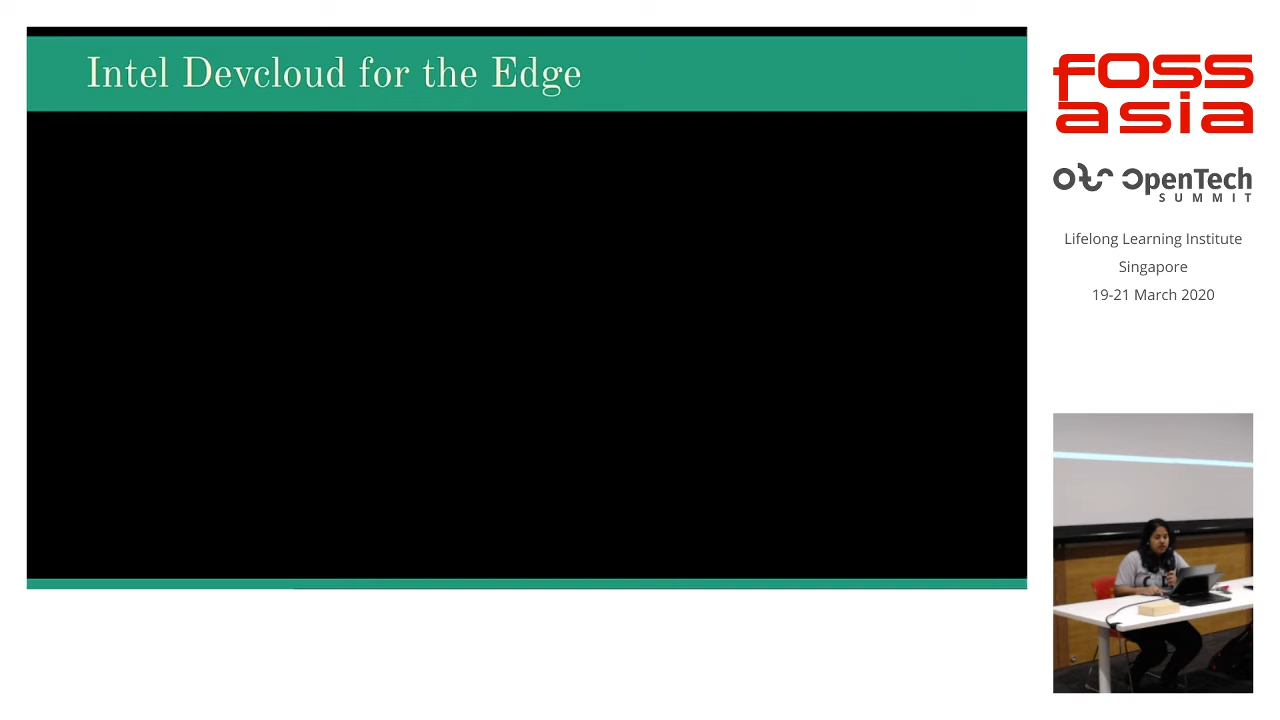 Intel Devcloud for the Edge
foss
asia
OpenTech
SUMMIT
Lifelong Learning Institute
Singapore
19-21 March 2020